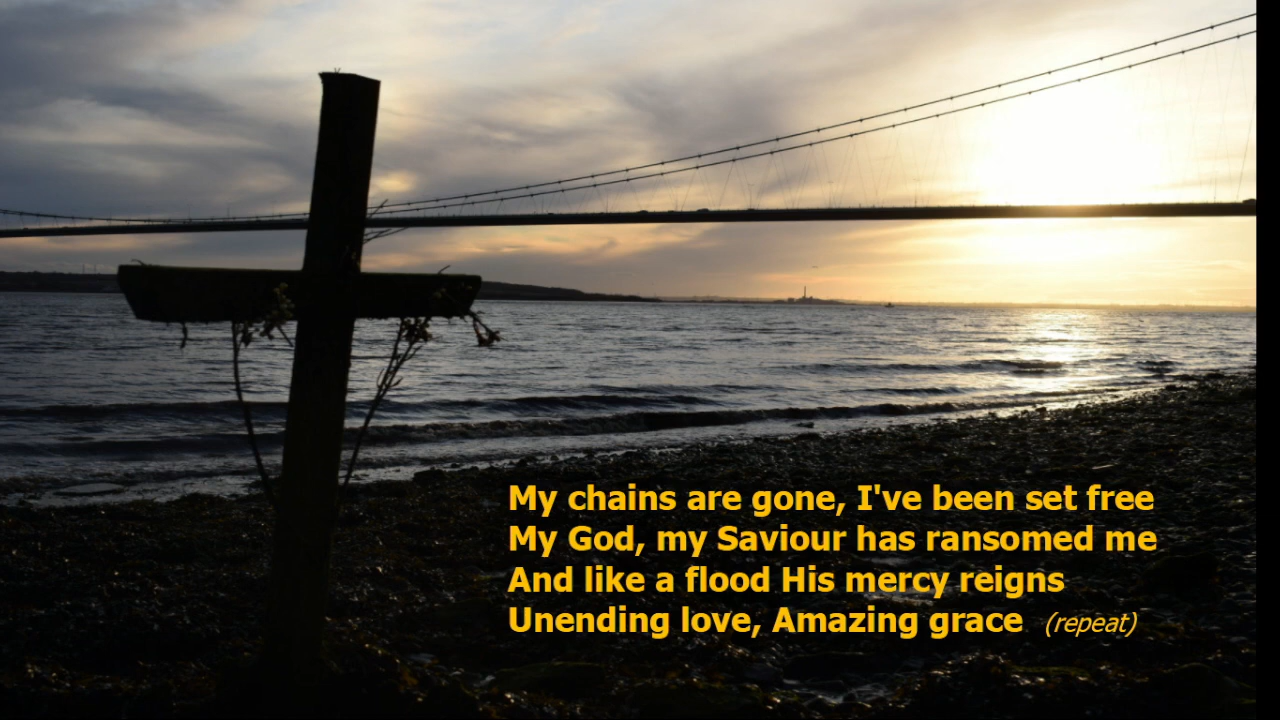 My chains are gone, I've been set free
My God, my Saviour has ransomed me
And like a flood His mercy reigns
Unending love, Amazing grace (repeat)